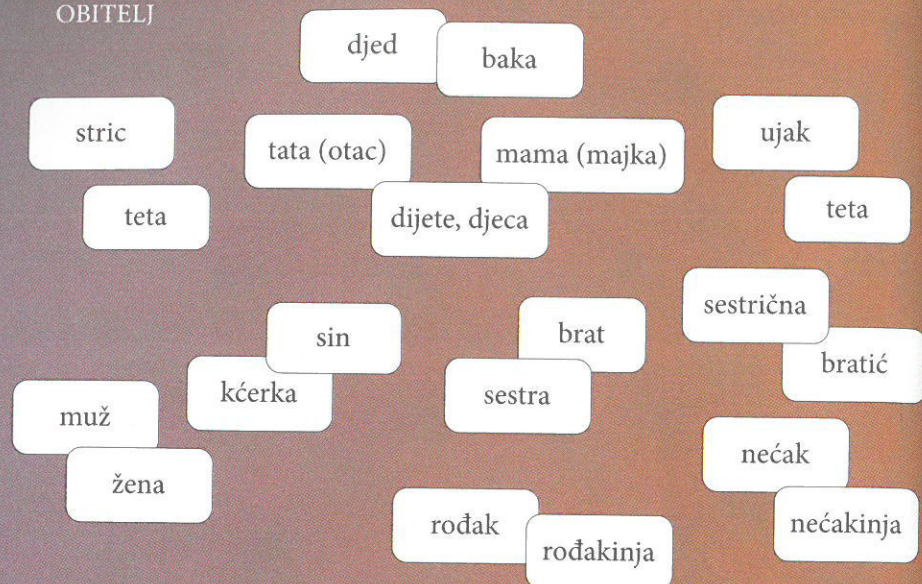 OBITELJ
djed
baka
stric
tata (otac)
mama (majka)
ujak
teta
dijete, djeca
teta
sin
kćerka
brat
sestra
sestrična
bratić
muž
žena
nećak
nećakinja
rođak
rođakinja